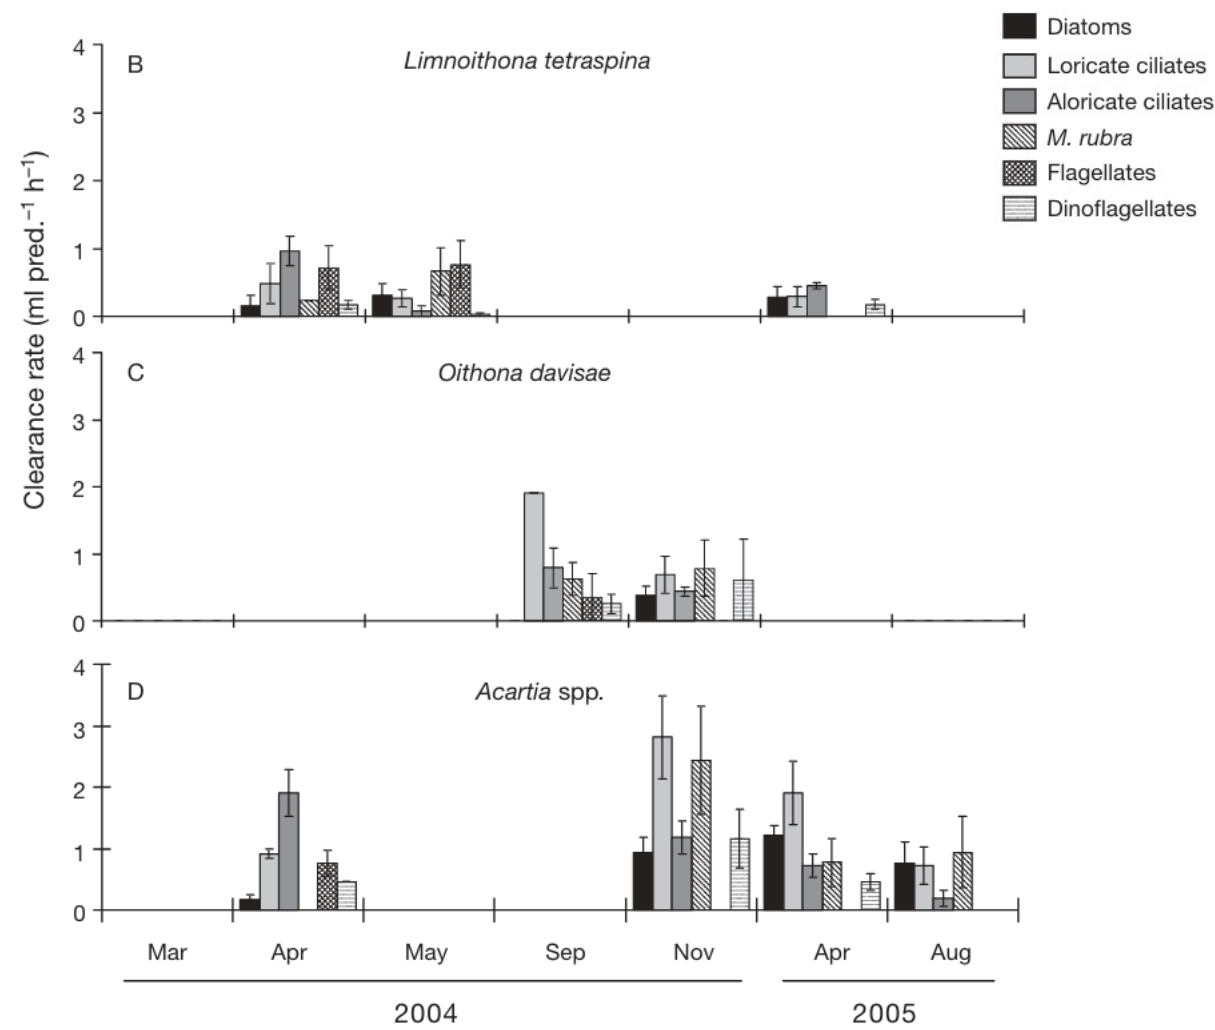 Diatoms
Loricate ciliates
Aloricate ciliates
M. rubra
Flagellates
Dinoflagellates
Clearance rate (ml pred.⁻¹ h⁻¹)
B
Limnoithona tetraspina
4
3
2
1
0
C
Oithona davisae
4
3
2
1
0
D
Acartia spp.
4
3
2
1
0
Mar Apr May Sep Nov Apr Aug
2004 2005